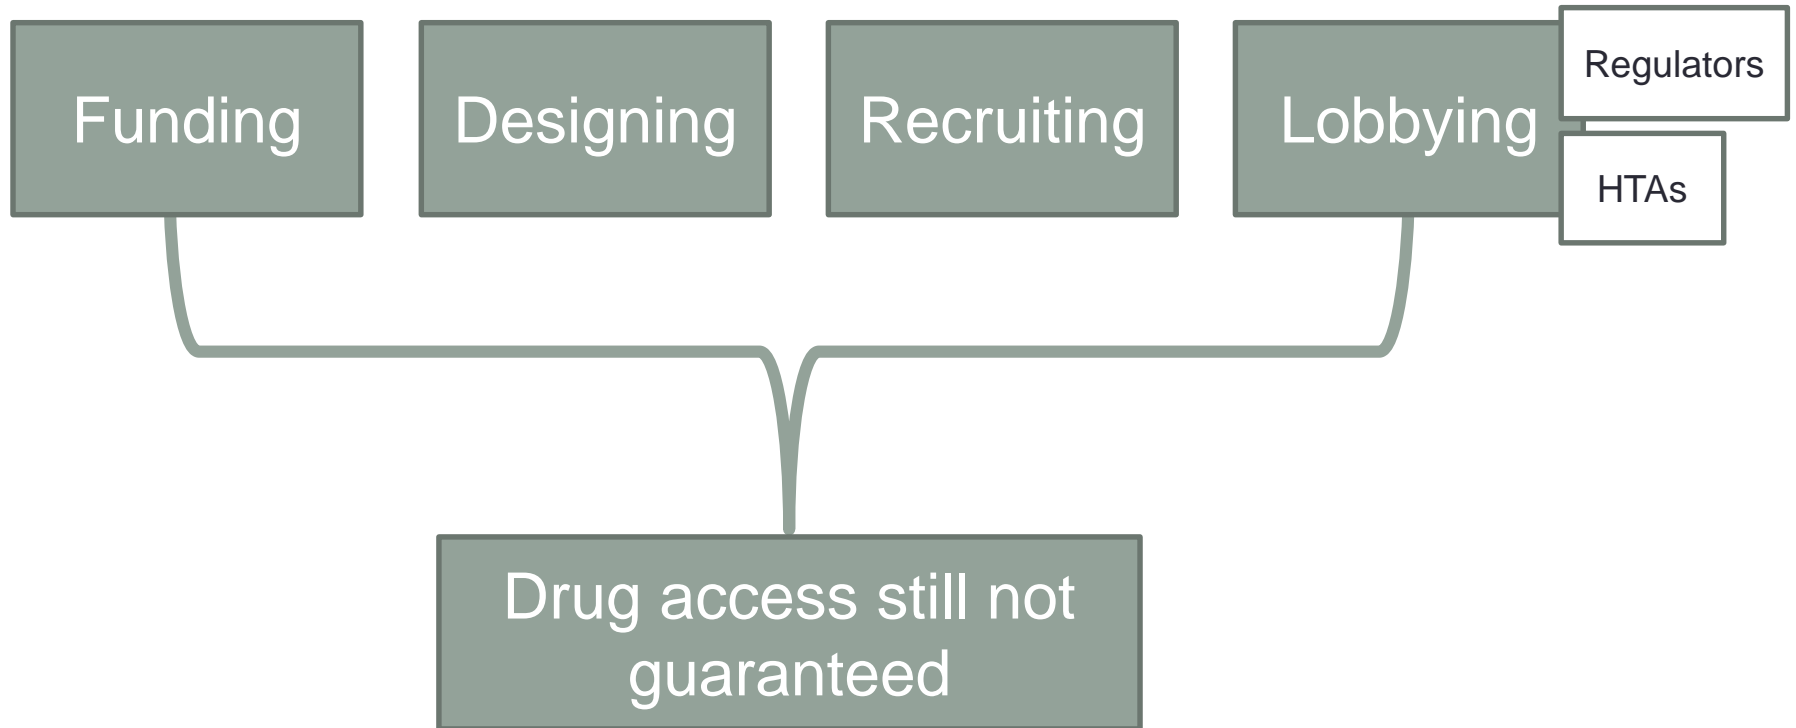 Funding
Designing
Recruiting
Lobbying
Regulators
HTAs
Drug access still not
guaranteed